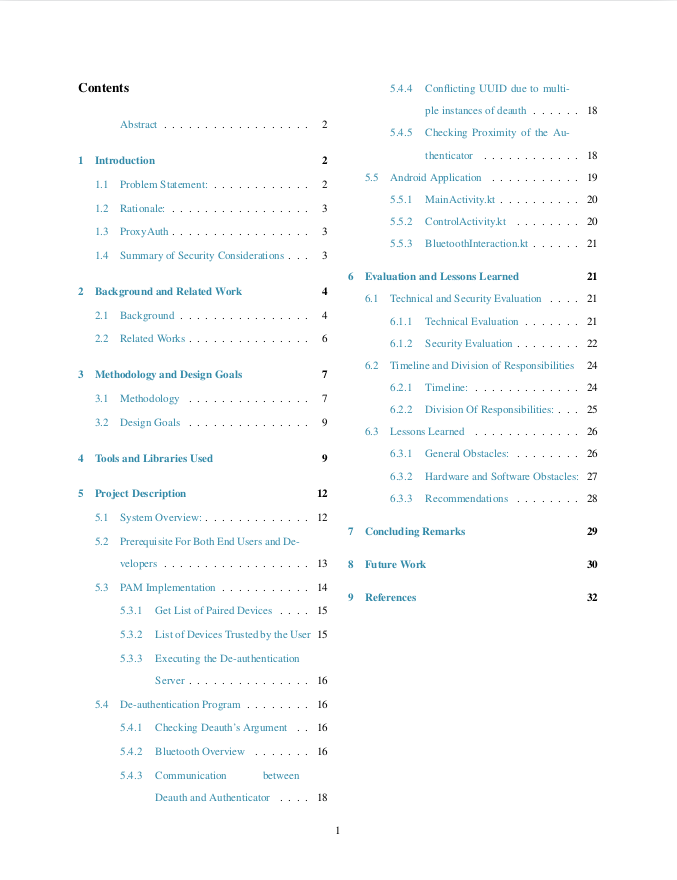 Contents
Abstract . . . . . . . . . . . . . . . . . . 2
1 Introduction 2
1.1 Problem Statement: . . . . . . . . . . . . 2
1.2 Rationale: . . . . . . . . . . . . . . . . . 3
1.3 ProxyAuth . . . . . . . . . . . . . . . . . 3
1.4 Summary of Security Considerations . . . 3
2 Background and Related Work 4
2.1 Background . . . . . . . . . . . . . . . . 4
2.2 Related Works . . . . . . . . . . . . . . . 6
3 Methodology and Design Goals 7
3.1 Methodology . . . . . . . . . . . . . . . 7
3.2 Design Goals . . . . . . . . . . . . . . . 9
4 Tools and Libraries Used 9
5 Project Description 12
5.1 System Overview: . . . . . . . . . . . . . 12
5.2 Prerequisite For Both End Users and De-
velopers . . . . . . . . . . . . . . . . . . 13
5.3 PAM Implementation . . . . . . . . . . . 14
5.3.1 Get List of Paired Devices . . . . 15
5.3.2 List of Devices Trusted by the User 15
5.3.3 Executing the De-authentication
Server . . . . . . . . . . . . . . . 16
5.4 De-authentication Program . . . . . . . . 16
5.4.1 Checking Deauth's Argument . . 16
5.4.2 Bluetooth Overview . . . . . . . 16
5.4.3 Communication between
Deauth and Authenticator . . . . 18
5.4.4 Conflicting UUID due to multi-
ple instances of deauth . . . . . . 18
5.4.5 Checking Proximity of the Au-
thenticator . . . . . . . . . . . . 18
5.5 Android Application . . . . . . . . . . . 19
5.5.1 MainActivity.kt . . . . . . . . . . 20
5.5.2 ControlActivity.kt . . . . . . . . 20
5.5.3 BluetoothInteraction.kt . . . . . . 21
6 Evaluation and Lessons Learned 21
6.1 Technical and Security Evaluation . . . . 21
6.1.1 Technical Evaluation . . . . . . . 21
6.1.2 Security Evaluation . . . . . . . . 22
6.2 Timeline and Division of Responsibilities 24
6.2.1 Timeline: . . . . . . . . . . . . . 24
6.2.2 Division Of Responsibilities: . . . 25
6.3 Lessons Learned . . . . . . . . . . . . . 26
6.3.1 General Obstacles: . . . . . . . . 26
6.3.2 Hardware and Software Obstacles: 27
6.3.3 Recommendations . . . . . . . . 28
7 Concluding Remarks 29
8 Future Work 30
9 References 32
1